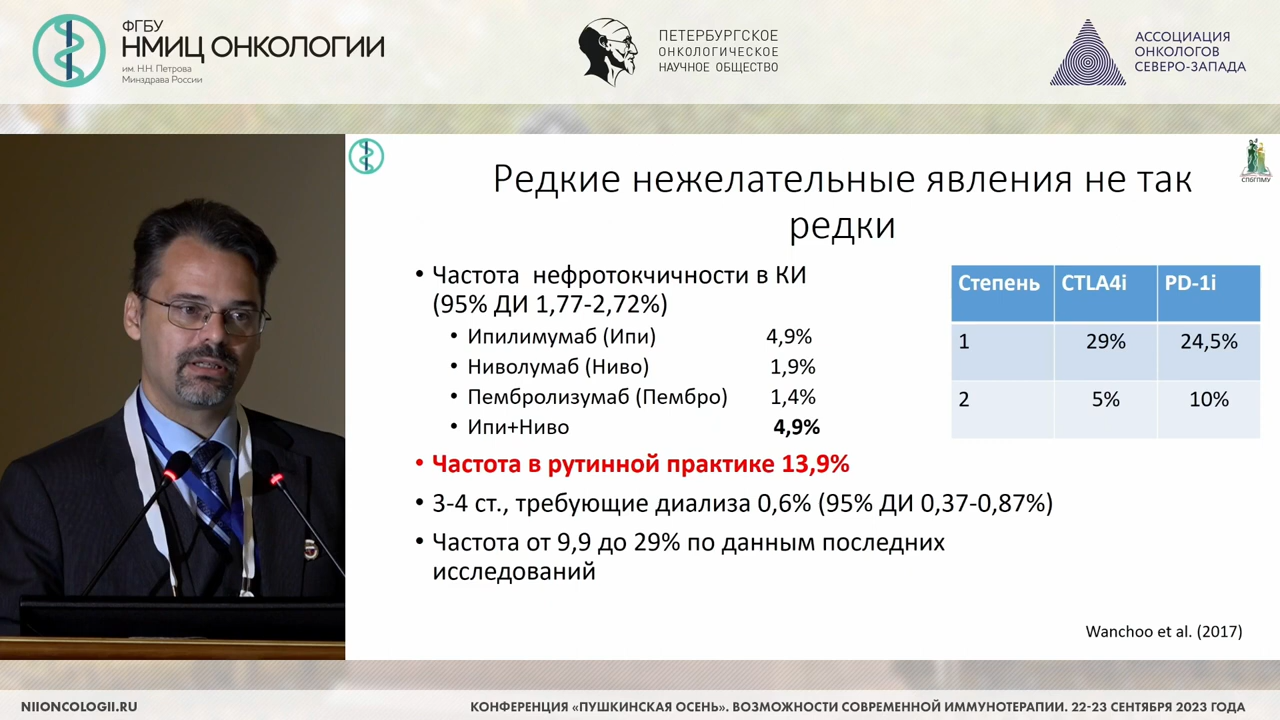 ФГБУ
НМИЦ ОНКОЛОГИИ
им. Н.Н. Петрова
Минздрава России
ПЕТЕРБУРГСКОЕ
ОНКОЛОГИЧЕСКОЕ
НАУЧНОЕ ОБЩЕСТВО
АССОЦИАЦИЯ
ОНКОЛОГОВ
СЕВЕРО-ЗАПАДА
СПбГПМУ
Редкие нежелательные явления не так
редки
• Частота нефротокчичности в КИ
(95% ДИ 1,77-2,72%)
• Ипилимумаб (Ипи) 4,9%
• Ниволумаб (Ниво) 1,9%
• Пембролизумаб (Пембро) 1,4%
• Ипи+Ниво 4,9%
• Частота в рутинной практике 13,9%
• 3-4 ст., требующие диализа 0,6% (95% ДИ 0,37-0,87%)
• Частота от 9,9 до 29% по данным последних
исследований
Степень CTLA4i PD-1i
1 29% 24,5%
2 5% 10%
Wanchoo et al. (2017)
NIIONCOLOGII.RU
КОНФЕРЕНЦИЯ «ПУШКИНСКАЯ ОСЕНЬ». ВОЗМОЖНОСТИ СОВРЕМЕННОЙ ИММУНОТЕРАПИИ. 22-23 СЕНТЯБРЯ 2023 ГОДА